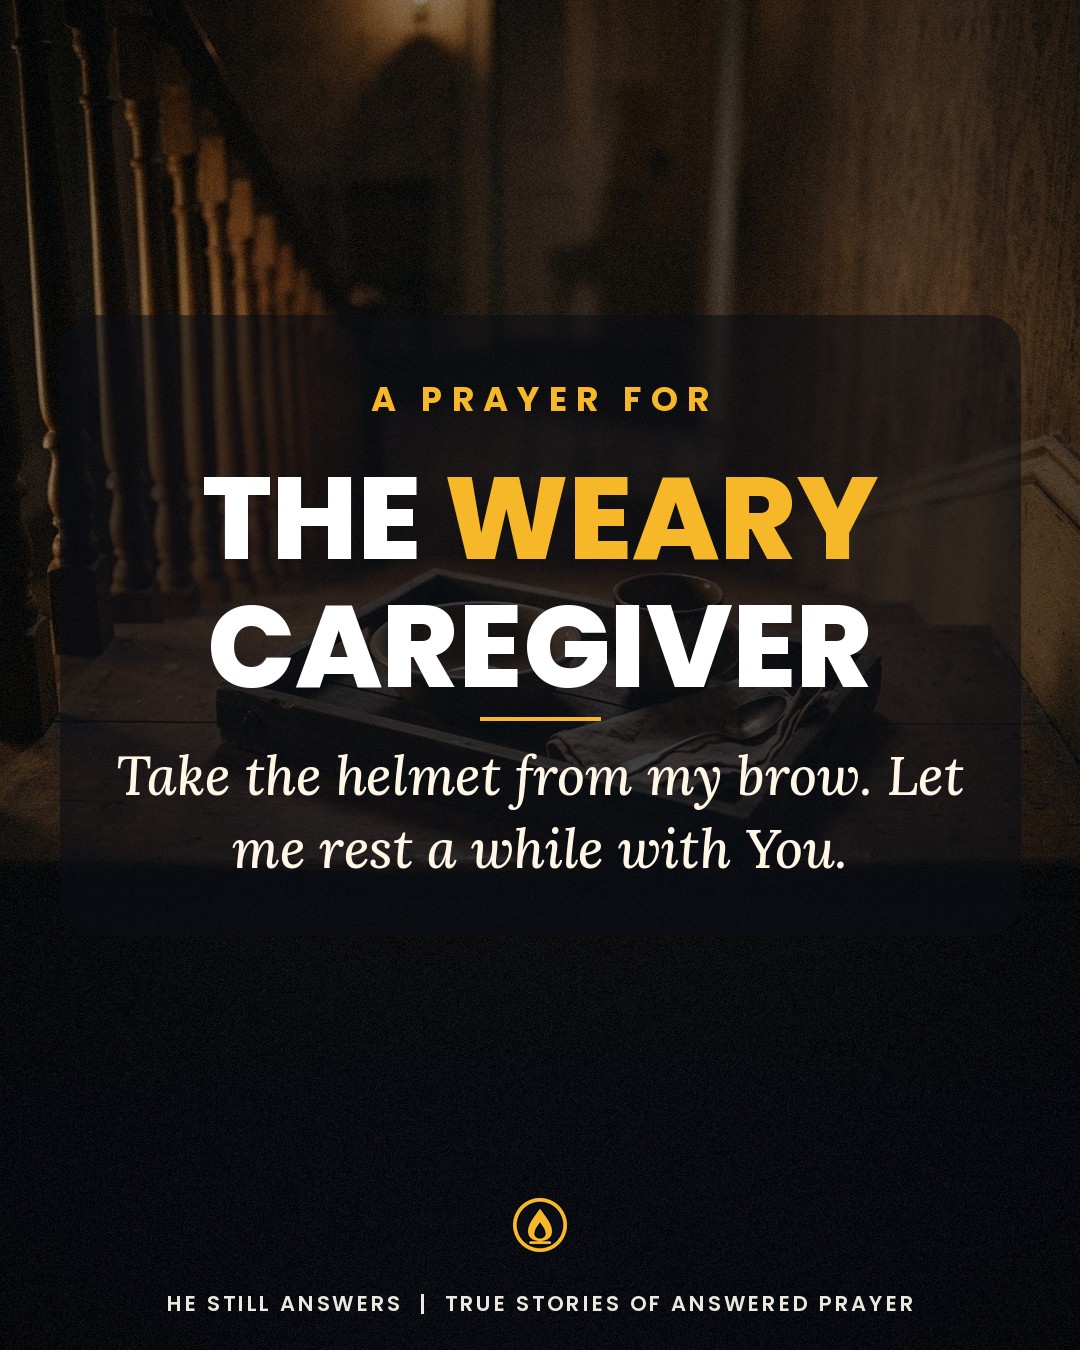 A PRAYER FOR
THE WEARY
CAREGIVER
Take the helmet from my brow. Let
me rest a while with You.
HE STILL ANSWERS | TRUE STORIES OF ANSWERED PRAYER